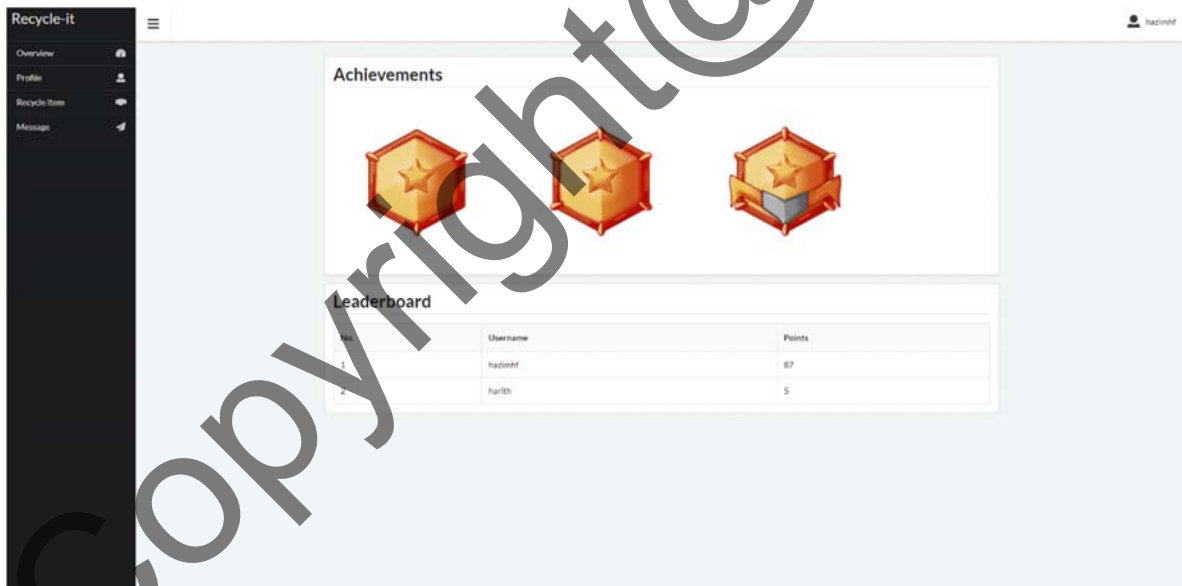 Recycle-it
hazimhf
Overview
Profile
Recycle Item
Message
Achievements
Leaderboard
No. Username Points
1 hazimhf 87
2 harith 5
Copyright@